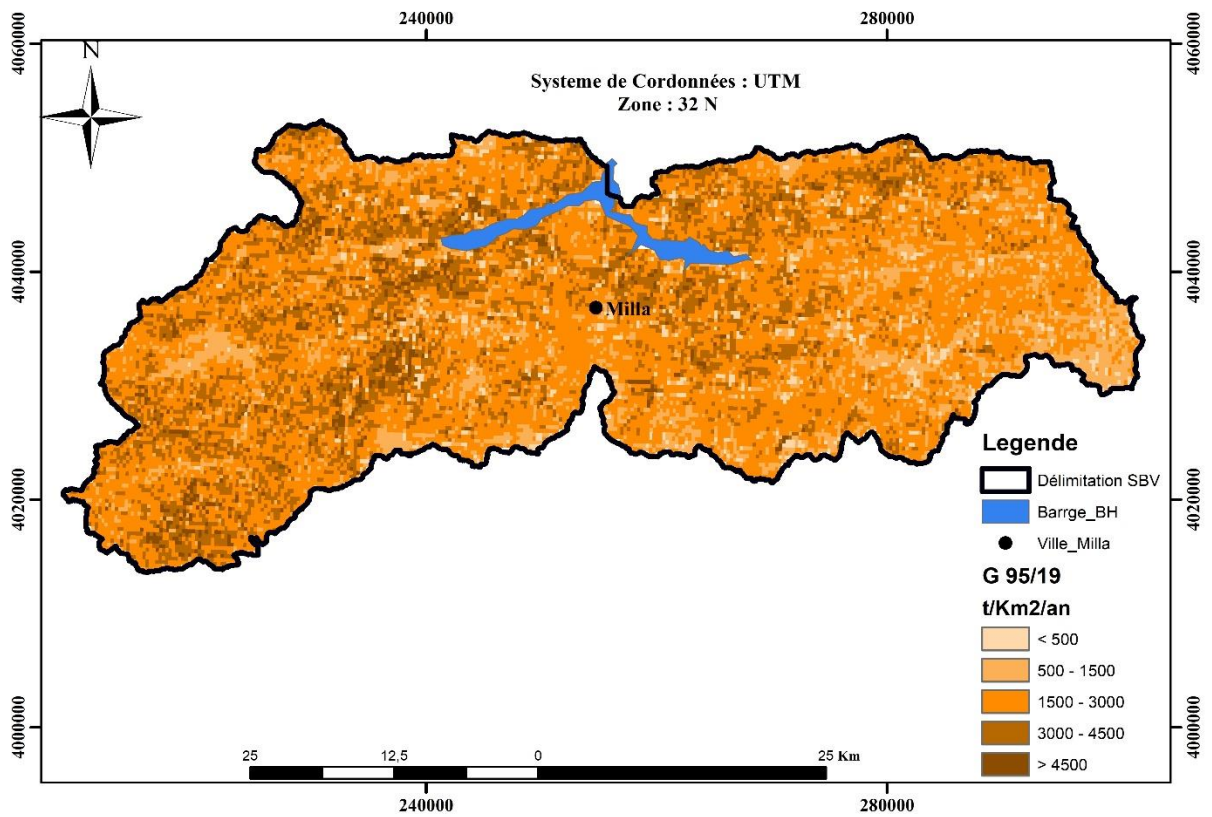 240000
280000
4060000
4060000
N
Systeme de Cordonnées : UTM
Zone : 32 N
4040000
4040000
Milla
Legende
Délimitation SBV
4020000
4020000
Barrge_BH
Ville_Milla
G 95/19
t/Km2/an
< 500
500 - 1500
1500 - 3000
3000 - 4500
> 4500
4000000
4000000
25
12,5
0
25 Km
240000
280000